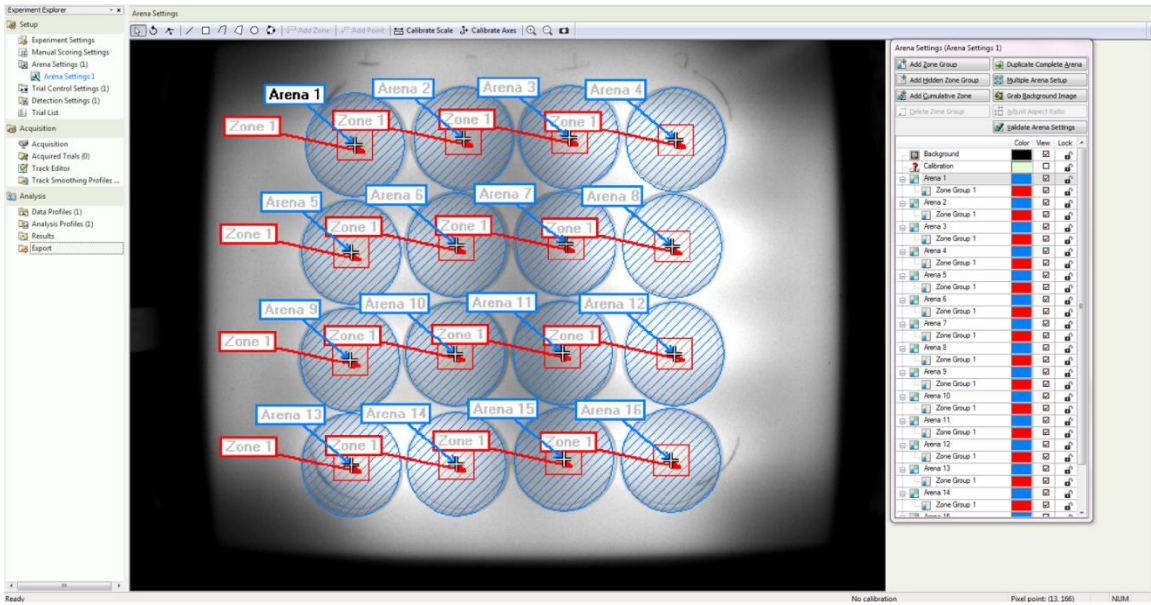 Experiment Explorer
Setup
Experiment Settings
Manual Scoring Settings
Arena Settings (1)
Arena Settings 1
Trial Control Settings (1)
Detection Settings (1)
Trial List
Acquisition
Acquisition
Acquired Trials (0)
Track Editor
Track Smoothing Profiles ...
Analysis
Data Profiles (1)
Analysis Profiles (1)
Results
Export
Arena Settings
Add Zone Add Point Calibrate Scale Calibrate Axes
Arena 1 Arena 2 Arena 3 Arena 4
Zone 1 Zone 1 Zone 1 Zone 1
Arena 5 Arena 6 Arena 7 Arena 8
Zone 1 Zone 1 Zone 1 Zone 1
Arena 9 Arena 10 Arena 11 Arena 12
Zone 1 Zone 1 Zone 1 Zone 1
Arena 13 Arena 14 Arena 15 Arena 16
Zone 1 Zone 1 Zone 1 Zone 1
Arena Settings (Arena Settings 1)
Add Zone Group Duplicate Complete Arena
Add Hidden Zone Group Multiple Arena Setup
Add Cumulative Zone Grab Background Image
Delete Zone Group Adjust Aspect Ratio
Validate Arena Settings
Color View Lock
Background
Calibration
Arena 1
Zone Group 1
Arena 2
Zone Group 1
Arena 3
Zone Group 1
Arena 4
Zone Group 1
Arena 5
Zone Group 1
Arena 6
Zone Group 1
Arena 7
Zone Group 1
Arena 8
Zone Group 1
Arena 9
Zone Group 1
Arena 10
Zone Group 1
Arena 11
Zone Group 1
Arena 12
Zone Group 1
Arena 13
Zone Group 1
Arena 14
Zone Group 1
Ready No calibration Pixel point: (13, 166) NUM